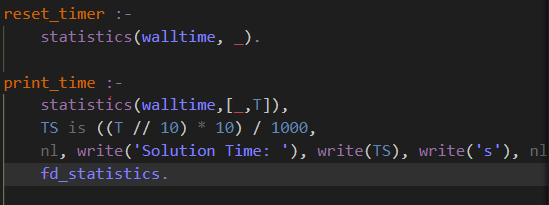 reset_timer :-
    statistics(walltime, _).

print_time :-
    statistics(walltime,[_,T]),
    TS is ((T // 10) * 10) / 1000,
    nl, write('Solution Time: '), write(TS), write('s'), nl
    fd_statistics.